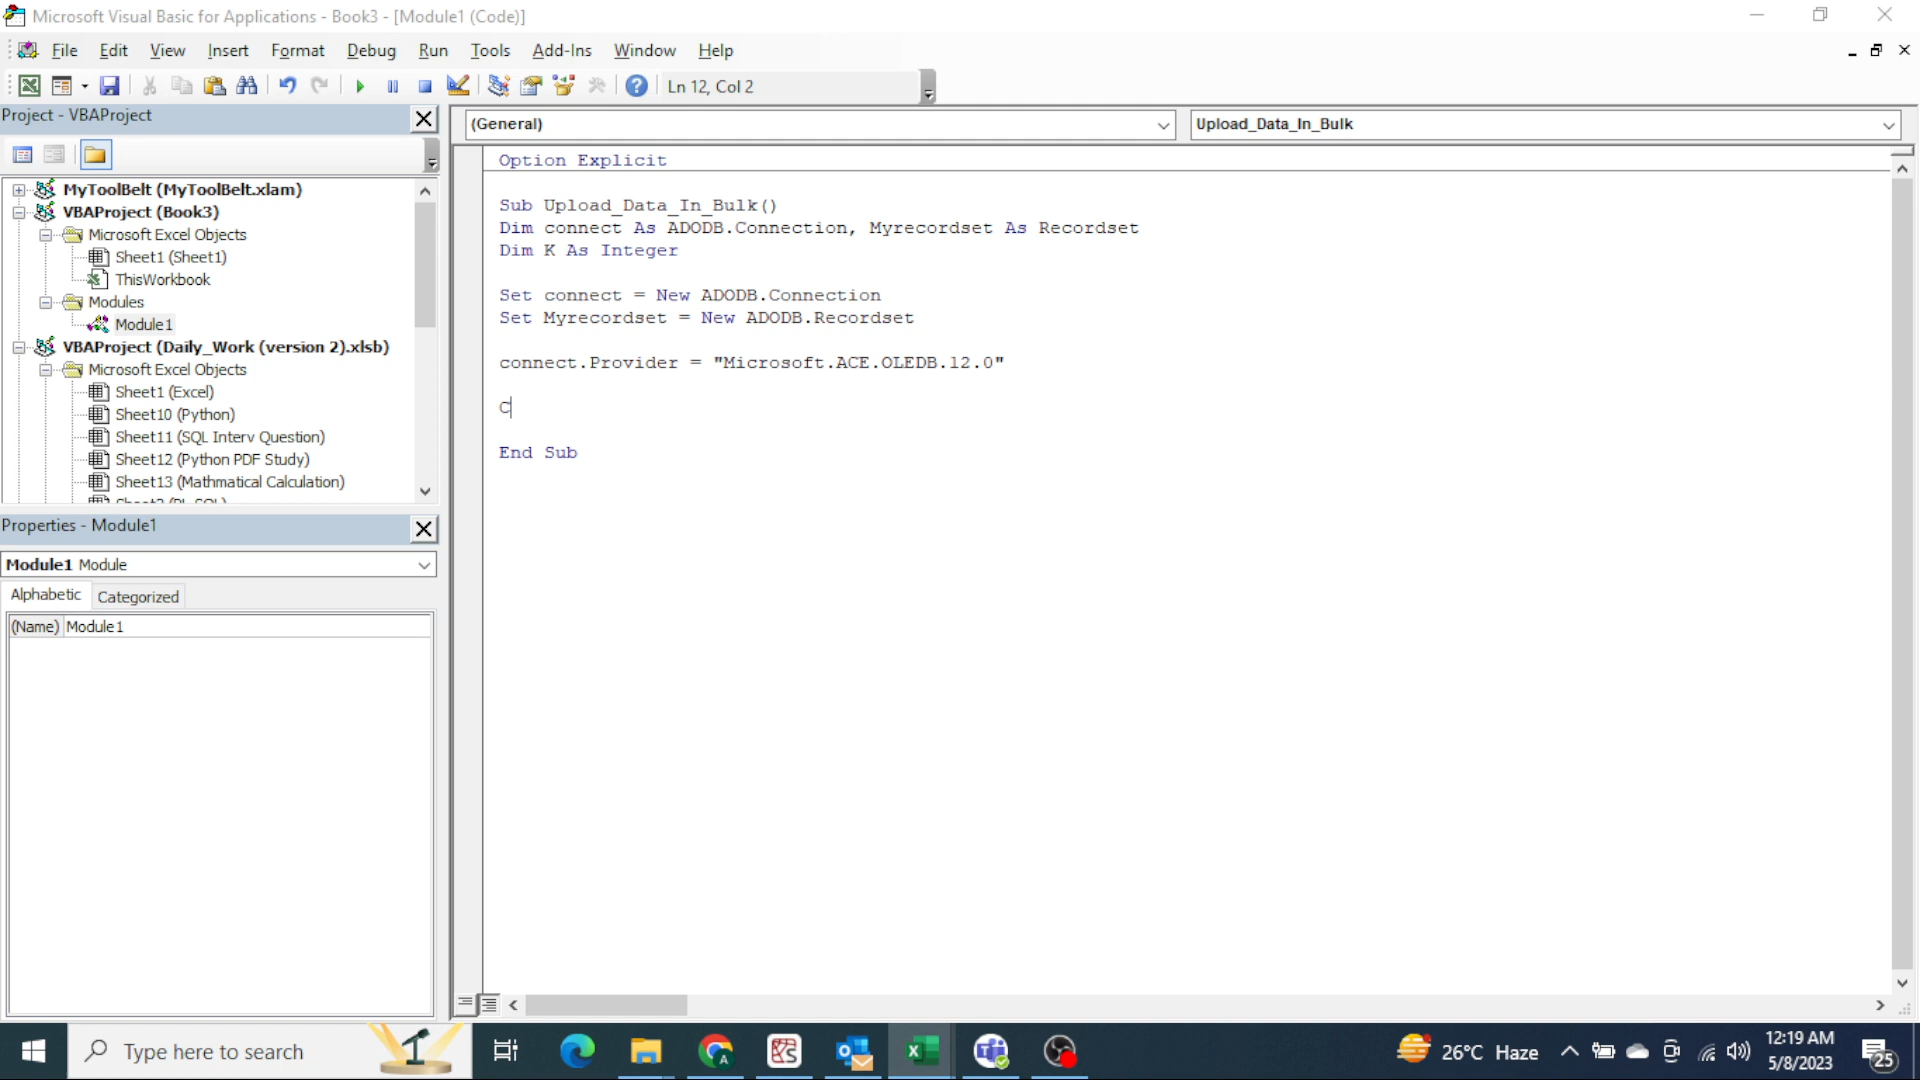 Microsoft Visual Basic for Applications - Book3 - [Module1 (Code)]
File Edit View Insert Format Debug Run Tools Add-Ins Window Help
Ln 12, Col 2
Project - VBAProject
(General)
Upload_Data_In_Bulk
MyToolBelt (MyToolBelt.xlam)
VBAProject (Book3)
Microsoft Excel Objects
Sheet1 (Sheet1)
ThisWorkbook
Modules
Module1
VBAProject (Daily_Work (version 2).xlsb)
Microsoft Excel Objects
Sheet1 (Excel)
Sheet10 (Python)
Sheet11 (SQL Interv Question)
Sheet12 (Python PDF Study)
Sheet13 (Mathmatical Calculation)
Option Explicit
Sub Upload_Data_In_Bulk()
Dim connect As ADODB.Connection, Myrecordset As Recordset
Dim K As Integer
Set connect = New ADODB.Connection
Set Myrecordset = New ADODB.Recordset
connect.Provider = "Microsoft.ACE.OLEDB.12.0"
C
End Sub
Properties - Module1
Module1 Module
Alphabetic Categorized
(Name) Module1
Type here to search
26°C Haze
12:19 AM
5/8/2023
25